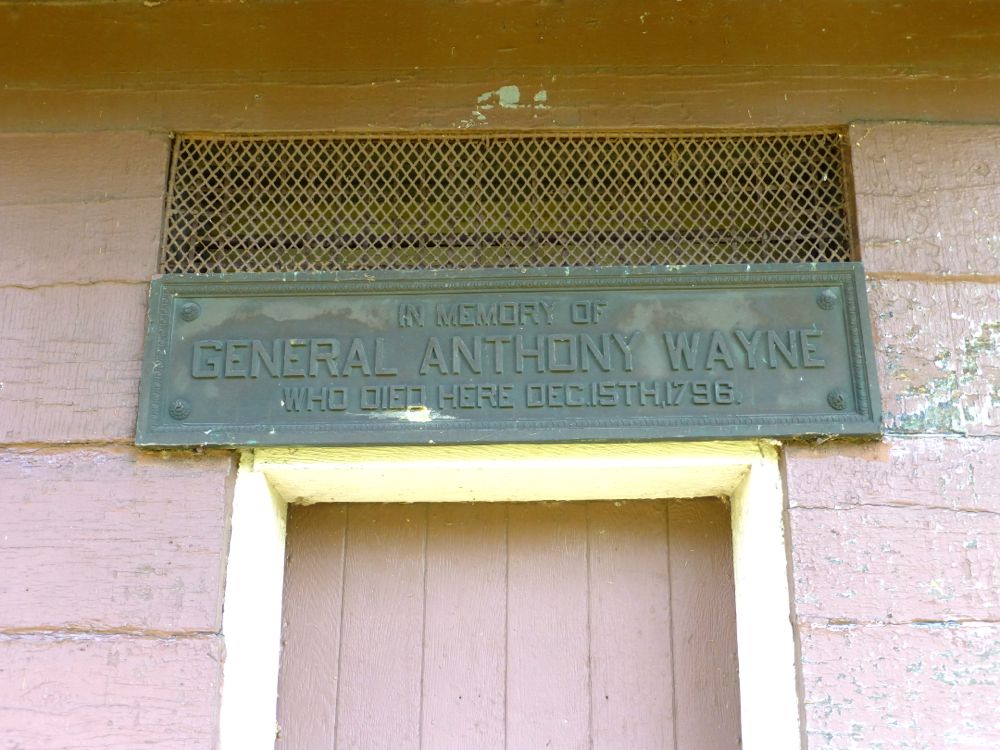 IN MEMORY OF
GENERAL ANTHONY WAYNE
WHO DIED HERE DEC.15TH,1796.